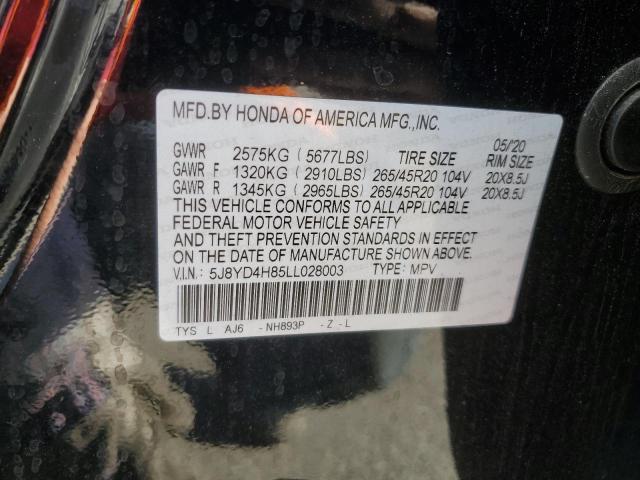 MFD.BY HONDA OF AMERICA MFG.,INC.
05/20
GVWR 2575KG (5677LBS) TIRE SIZE RIM SIZE
GAWR F 1320KG (2910LBS) 265/45R20 104V 20X8.5J
GAWR R 1345KG (2965LBS) 265/45R20 104V 20X8.5J
THIS VEHICLE CONFORMS TO ALL APPLICABLE
FEDERAL MOTOR VEHICLE SAFETY
AND THEFT PREVENTION STANDARDS IN EFFECT
ON THE DATE OF MANUFACTURE SHOWN ABOVE.
V.I.N.: 5J8YD4H85LL028003 TYPE: MPV
TYS L AJ6 -NH893P -Z -L